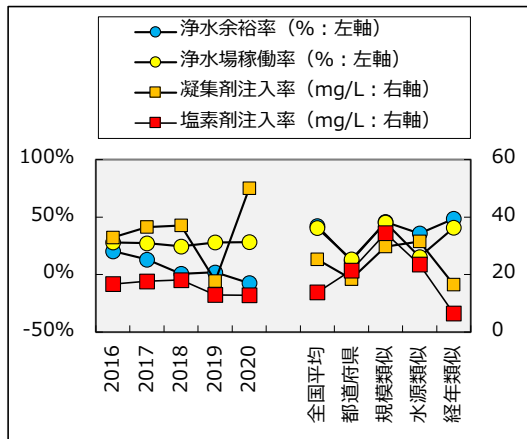 浄水余裕率（%：左軸）
浄水場稼働率（%：左軸）
凝集剤注入率（mg/L：右軸）
塩素剤注入率（mg/L：右軸）
100%
50%
0%
-50%
60
40
20
0
2016
2017
2018
2019
2020
全国平均
都道府県
規模類似
水源類似
経年類似